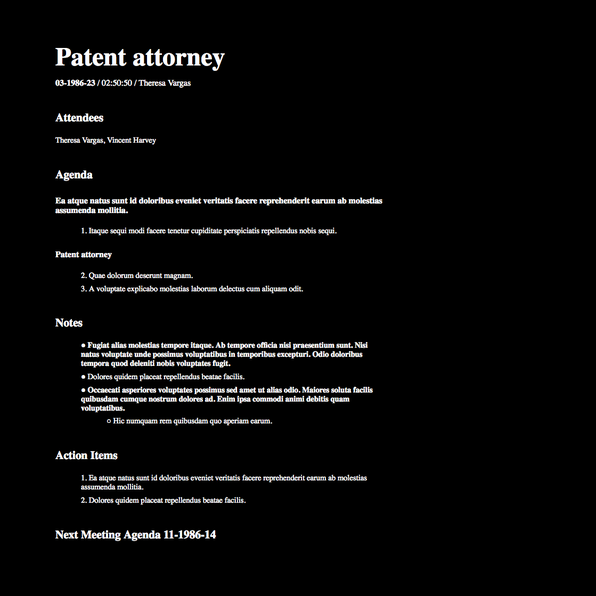 Patent attorney
03-1986-23 / 02:50:50 / Theresa Vargas
Attendees
Theresa Vargas, Vincent Harvey
Agenda
Ea atque natus sunt id doloribus eveniet veritatis facere reprehenderit earum ab molestias
assumenda mollitia.
1. Itaque sequi modi facere tenetur cupiditate perspiciatis repellendus nobis sequi.
Patent attorney
2. Quae dolorum deserunt magnam.
3. A voluptate explicabo molestias laborum delectus cum aliquam odit.
Notes
● Fugiat alias molestias tempore itaque. Ab tempore officia nisi praesentium sunt. Nisi
natus voluptate unde possimus voluptatibus in temporibus excepturi. Odio doloribus
tempora quod deleniti nobis voluptates fugit.
● Dolores quidem placeat repellendus beatae facilis.
● Occaecati asperiores voluptates possimus sed amet ut alias odio. Maiores soluta facilis
quibusdam cumque nostrum dolores ad. Enim ipsa commodi animi debitis quam
voluptatibus.
○ Hic numquam rem quibusdam quo aperiam earum.
Action Items
1. Ea atque natus sunt id doloribus eveniet veritatis facere reprehenderit earum ab molestias
assumenda mollitia.
2. Dolores quidem placeat repellendus beatae facilis.
Next Meeting Agenda 11-1986-14